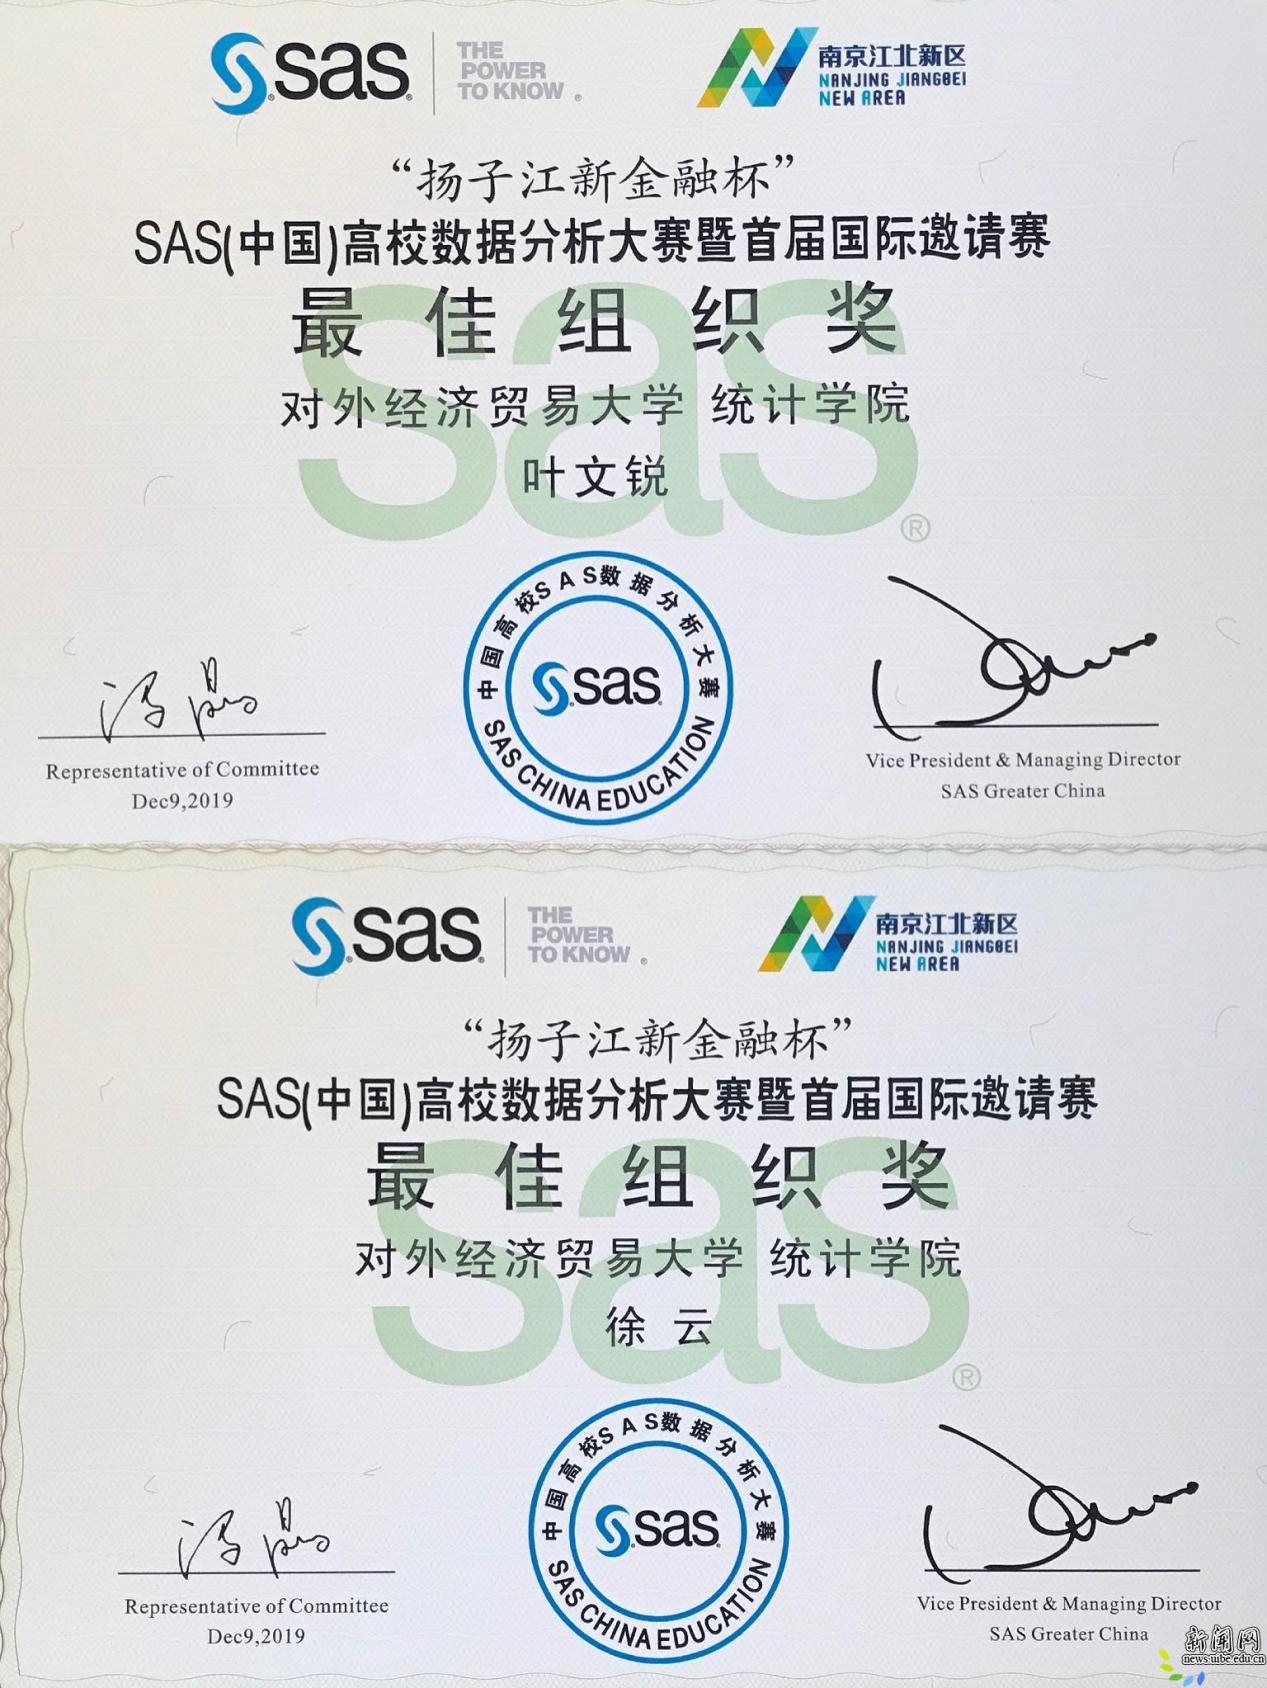 sas
THE
POWER
TO KNOW
南京江北新区
NANJING JIANGBEI
NEW AREA
“扬子江新金融杯”
SAS(中国)高校数据分析大赛暨首届国际邀请赛
最佳组织奖
对外经济贸易大学 统计学院
叶文锐
sas
®
中国高校SAS数据分析大赛
sas
SAS CHINA EDUCATION
Representative of Committee
Dec9,2019
Vice President & Managing Director
SAS Greater China
sas
THE
POWER
TO KNOW
南京江北新区
NANJING JIANGBEI
NEW AREA
“扬子江新金融杯”
SAS(中国)高校数据分析大赛暨首届国际邀请赛
最佳组织奖
对外经济贸易大学 统计学院
徐 云
sas
®
中国高校SAS数据分析大赛
sas
SAS CHINA EDUCATION
Representative of Committee
Dec9,2019
Vice President & Managing Director
SAS Greater China
新闻网
news.uibe.edu.cn